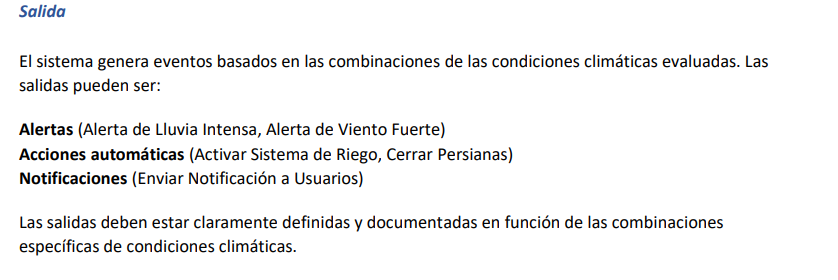 Salida
El sistema genera eventos basados en las combinaciones de las condiciones climáticas evaluadas. Las
salidas pueden ser:
Alertas (Alerta de Lluvia Intensa, Alerta de Viento Fuerte)
Acciones automáticas (Activar Sistema de Riego, Cerrar Persianas)
Notificaciones (Enviar Notificación a Usuarios)
Las salidas deben estar claramente definidas y documentadas en función de las combinaciones
específicas de condiciones climáticas.